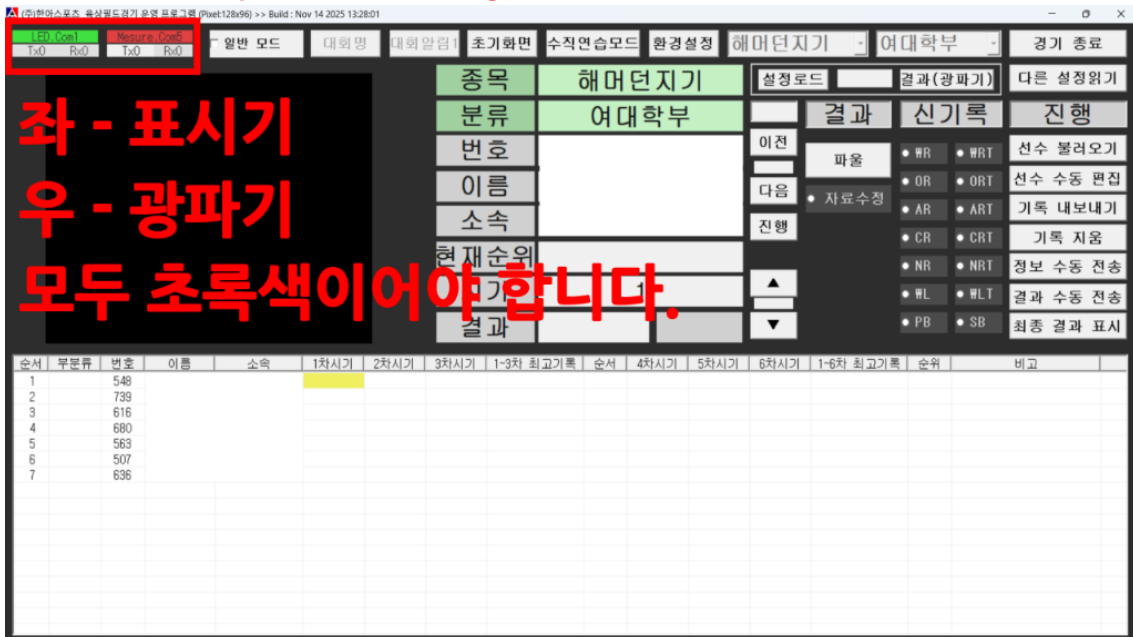 (주)한아스포츠 육상필드경기 운영 프로그램 (Pixel:128x96) >> Build : Nov 14 2025 13:28:01
LED.Com1 Mesure.Com5
Tx0 Rx0 Tx0 Rx0
일반 모드 대회명 대회알림1 초기화면 수직연습모드 환경설정 해머던지기 여대학부 경기 종료
종목 해머던지기 설정로드 결과(광파기) 다른 설정읽기
분류 여대학부 결과 신기록 진행
번호 이전 파울 WR WRT 선수 불러오기
이름 다음 자료수정 OR ORT 선수 수동 편집
소속 진행 AR ART 기록 내보내기
CR CRT 기록 지움
현재순위 NR NRT 정보 수동 전송
1 ▲ WL WLT 결과 수동 전송
결과 ▼ PB SB 최종 결과 표시
좌 - 표시기
우 - 광파기
모두 초록색이어야 합니다.
순서 부분류 번호 이름 소속 1차시기 2차시기 3차시기 1~3차 최고기록 순서 4차시기 5차시기 6차시기 1~6차 최고기록 순위 비고
1 548
2 739
3 616
4 680
5 563
6 507
7 636